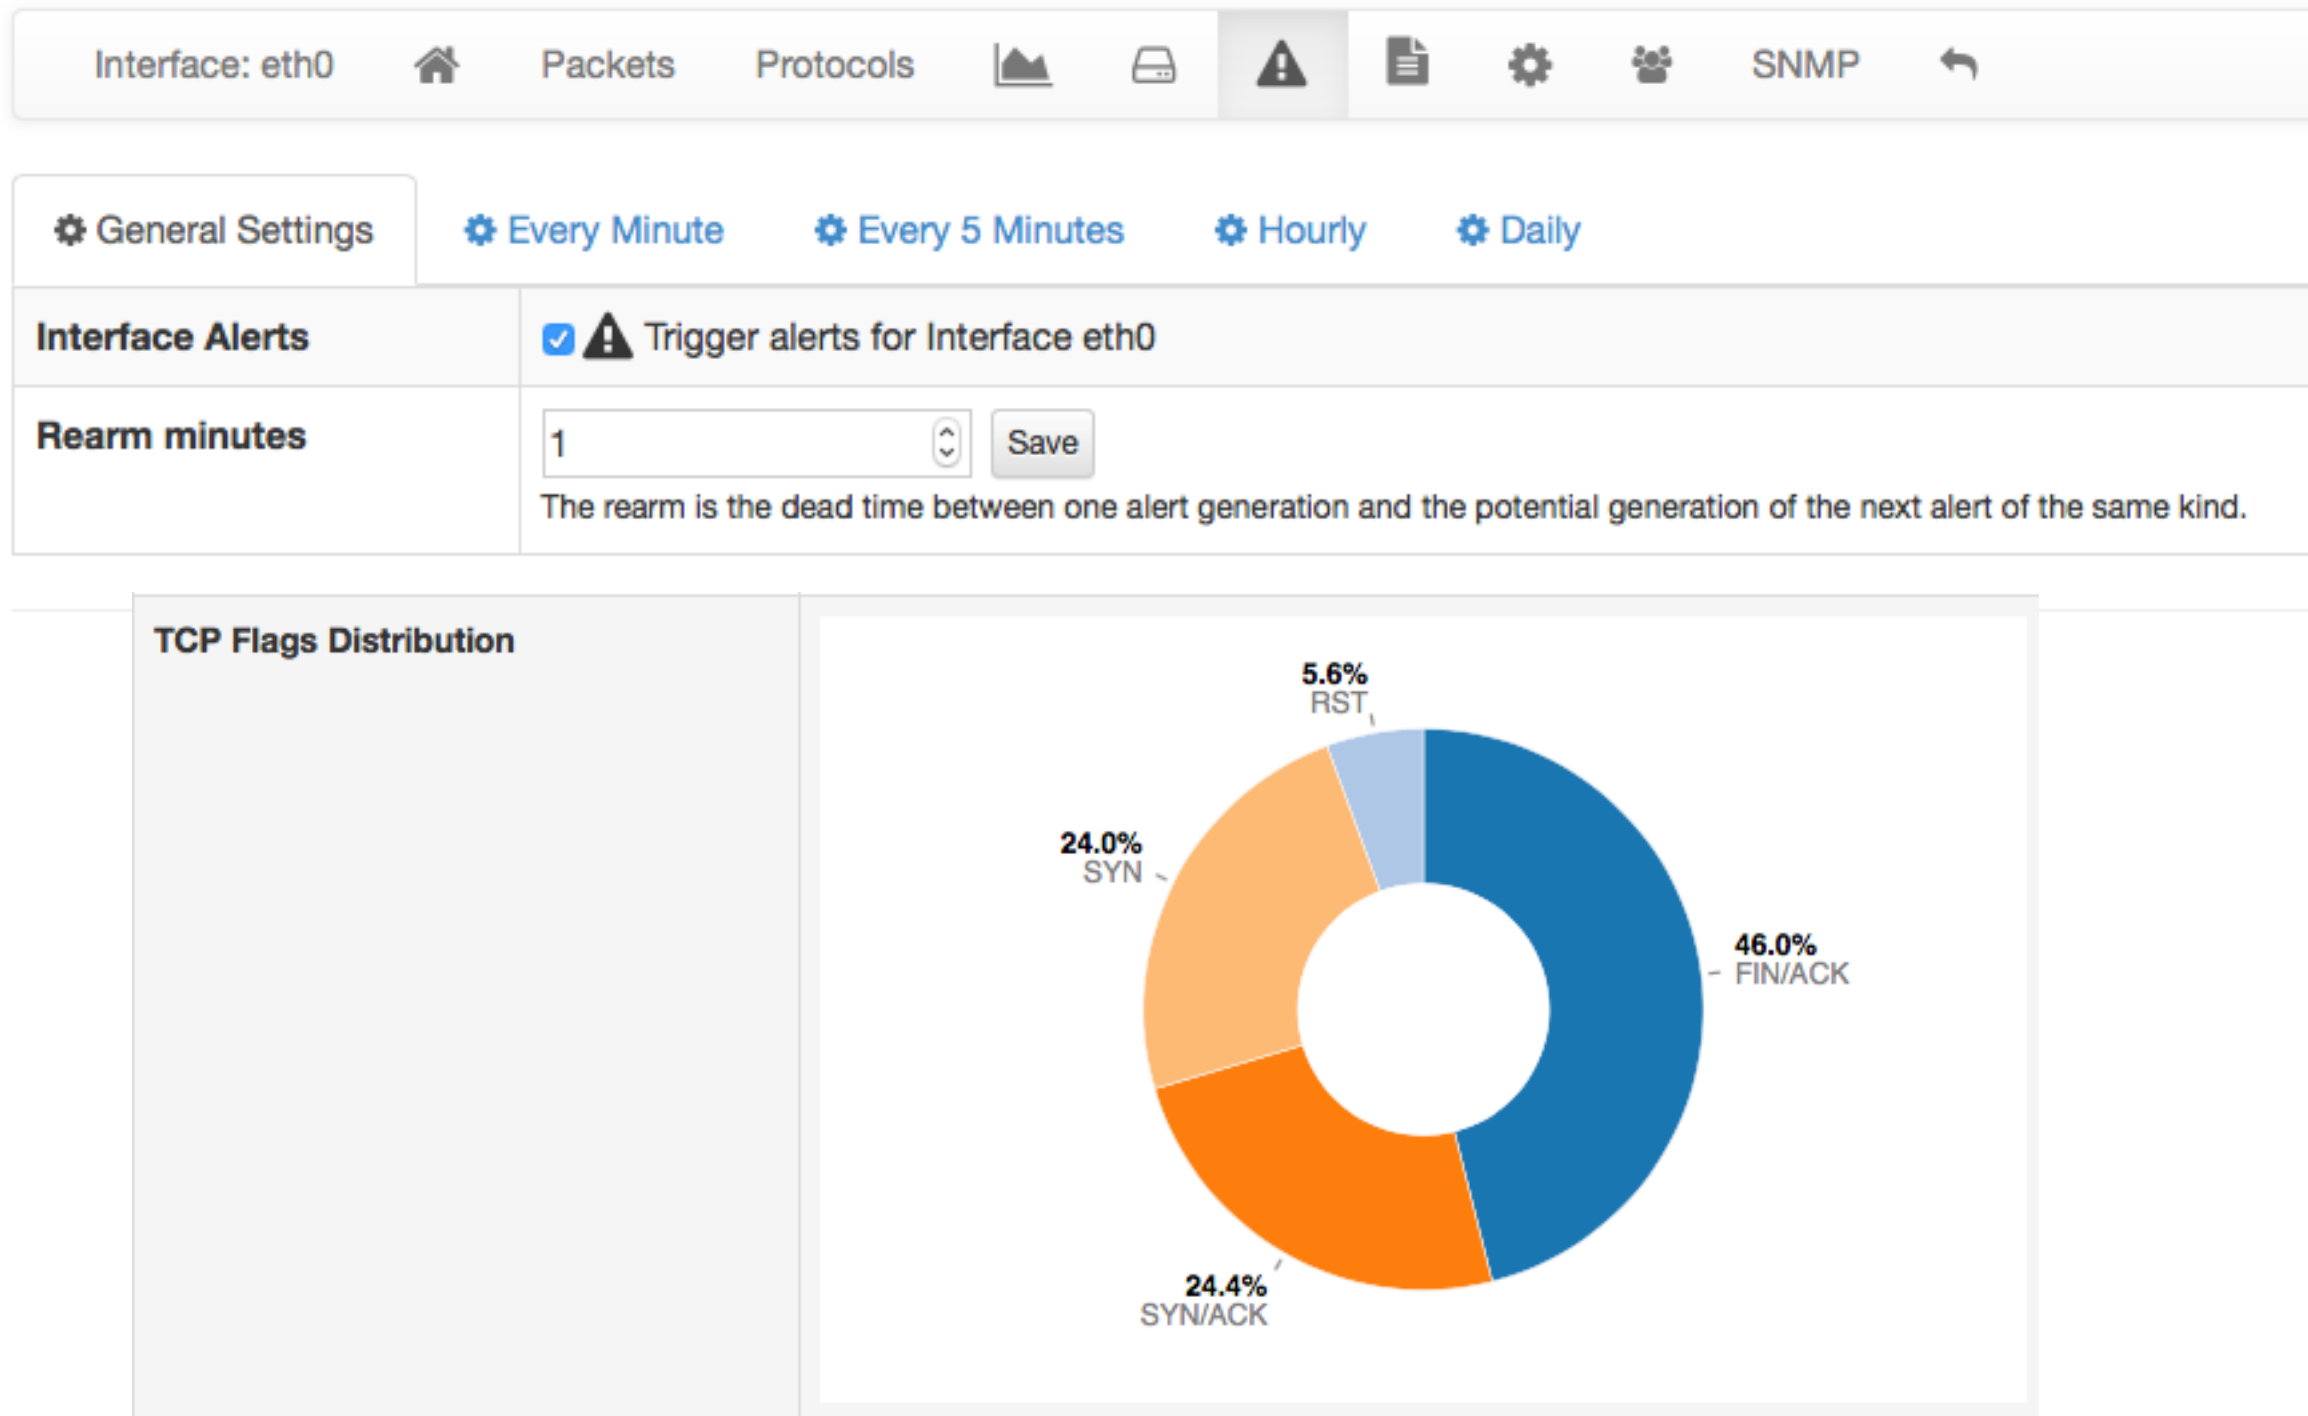 Interface: eth0 Packets Protocols SNMP
General Settings Every Minute Every 5 Minutes Hourly Daily
Interface Alerts Trigger alerts for Interface eth0
Rearm minutes 1 Save
The rearm is the dead time between one alert generation and the potential generation of the next alert of the same kind.
TCP Flags Distribution
5.6%
RST
24.0%
SYN
46.0%
FIN/ACK
24.4%
SYN/ACK